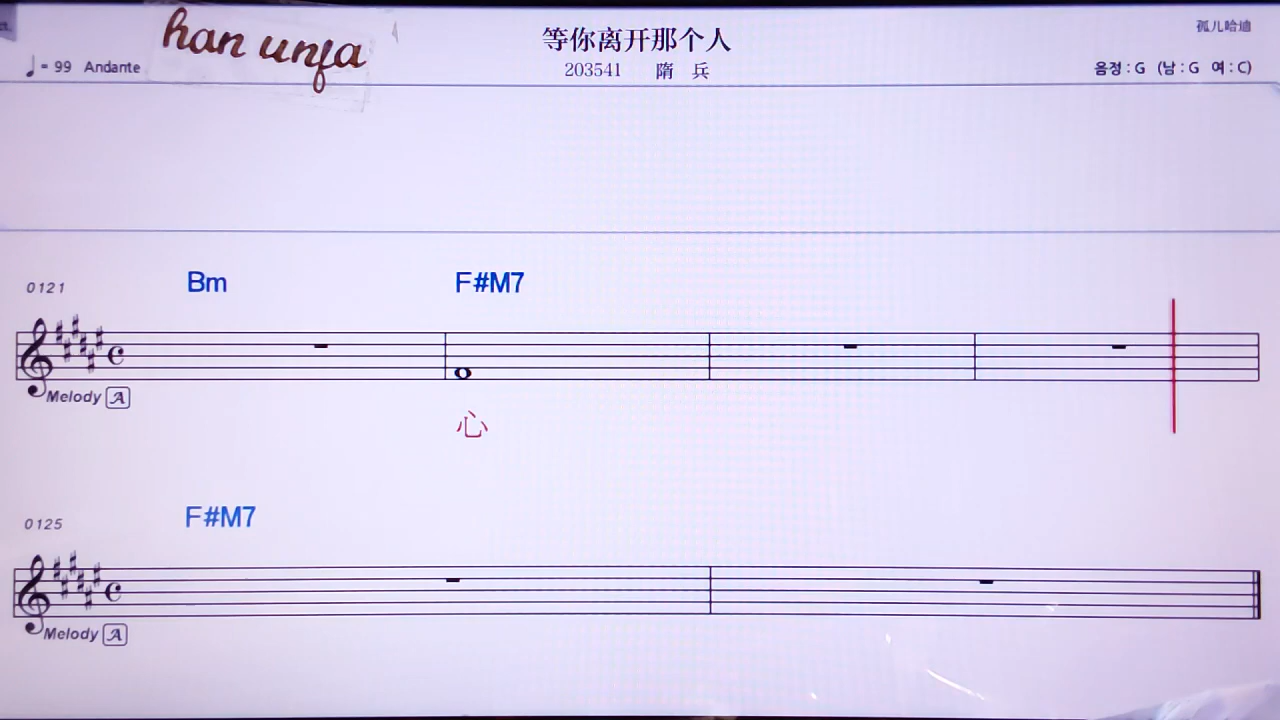 han unfa
等你离开那个人
孤儿哈迪
♩= 99 Andante
203541 隋 兵
음정 : G (남 : G 여 : C)
0121 Bm F#M7
Melody A
心
0125 F#M7
Melody A